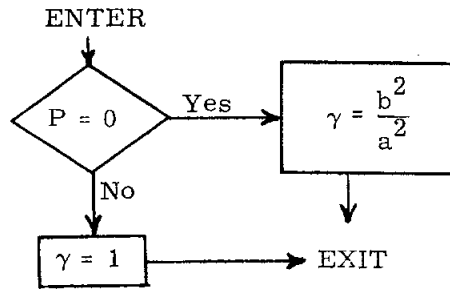 ENTER
P = 0
Yes
γ = b²/a²
No
γ = 1
EXIT